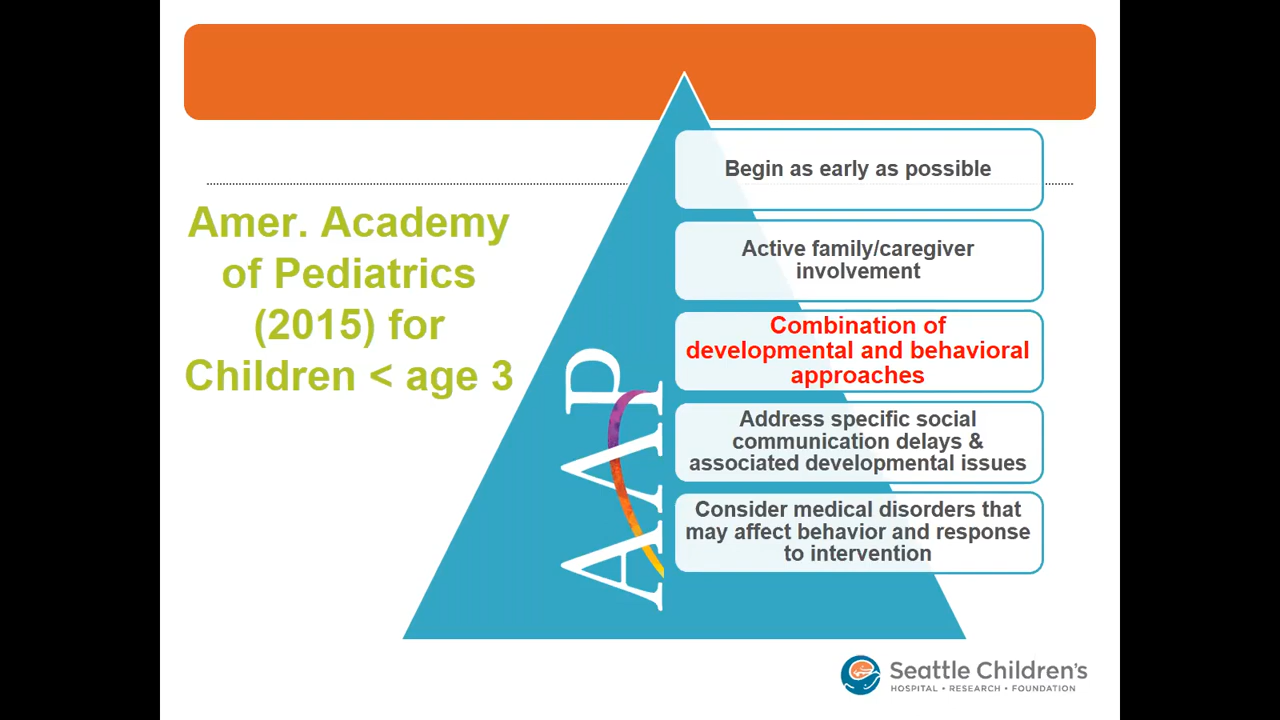 Amer. Academy
of Pediatrics
(2015) for
Children < age 3
AAP
Begin as early as possible
Active family/caregiver
involvement
Combination of
developmental and behavioral
approaches
Address specific social
communication delays &
associated developmental issues
Consider medical disorders that
may affect behavior and response
to intervention
Seattle Children's
HOSPITAL • RESEARCH • FOUNDATION